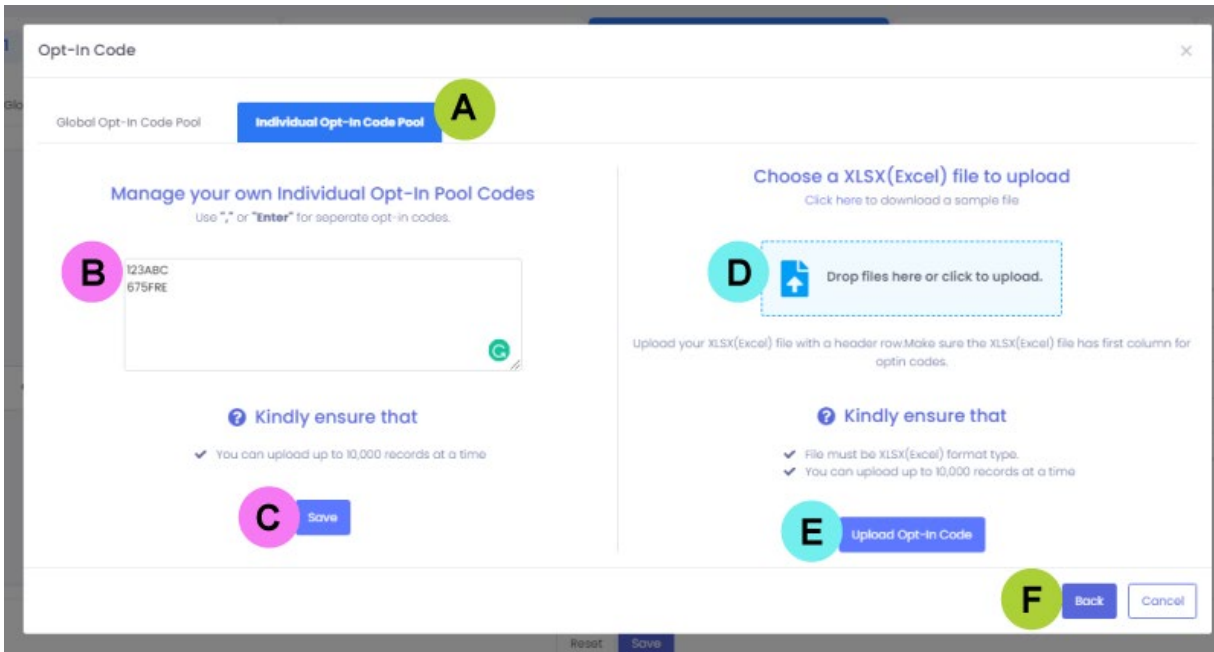 Opt-In Code
×
Global Opt-In Code Pool
Individual Opt-In Code Pool
A
Manage your own Individual Opt-In Pool Codes
Use "," or "Enter" for seperate opt-in codes.
B
123ABC
675FRE
Kindly ensure that
You can upload up to 10,000 records at a time
C
Save
Choose a XLSX(Excel) file to upload
Click here to download a sample file
D
Drop files here or click to upload.
Upload your XLSX(Excel) file with a header row.Make sure the XLSX(Excel) file has first column for
optin codes.
Kindly ensure that
File must be XLSX(Excel) format type.
You can upload up to 10,000 records at a time
E
Upload Opt-In Code
F
Back
Cancel
Reset
Save